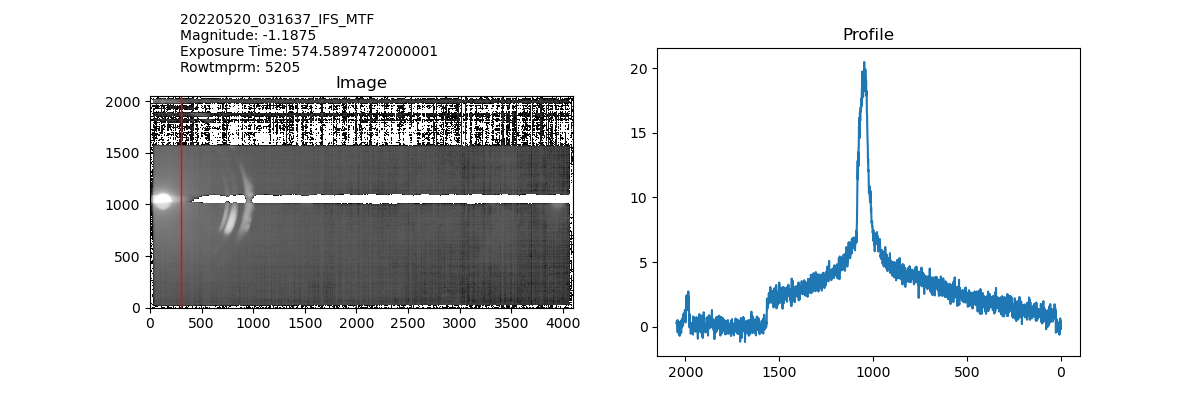 20220520_031637_IFS_MTF
Magnitude: -1.1875
Exposure Time: 574.5897472000001
Rowtmprm: 5205
Image
2000
1500
1000
500
0
0 500 1000 1500 2000 2500 3000 3500 4000
Profile
20
15
10
5
0
2000 1500 1000 500 0